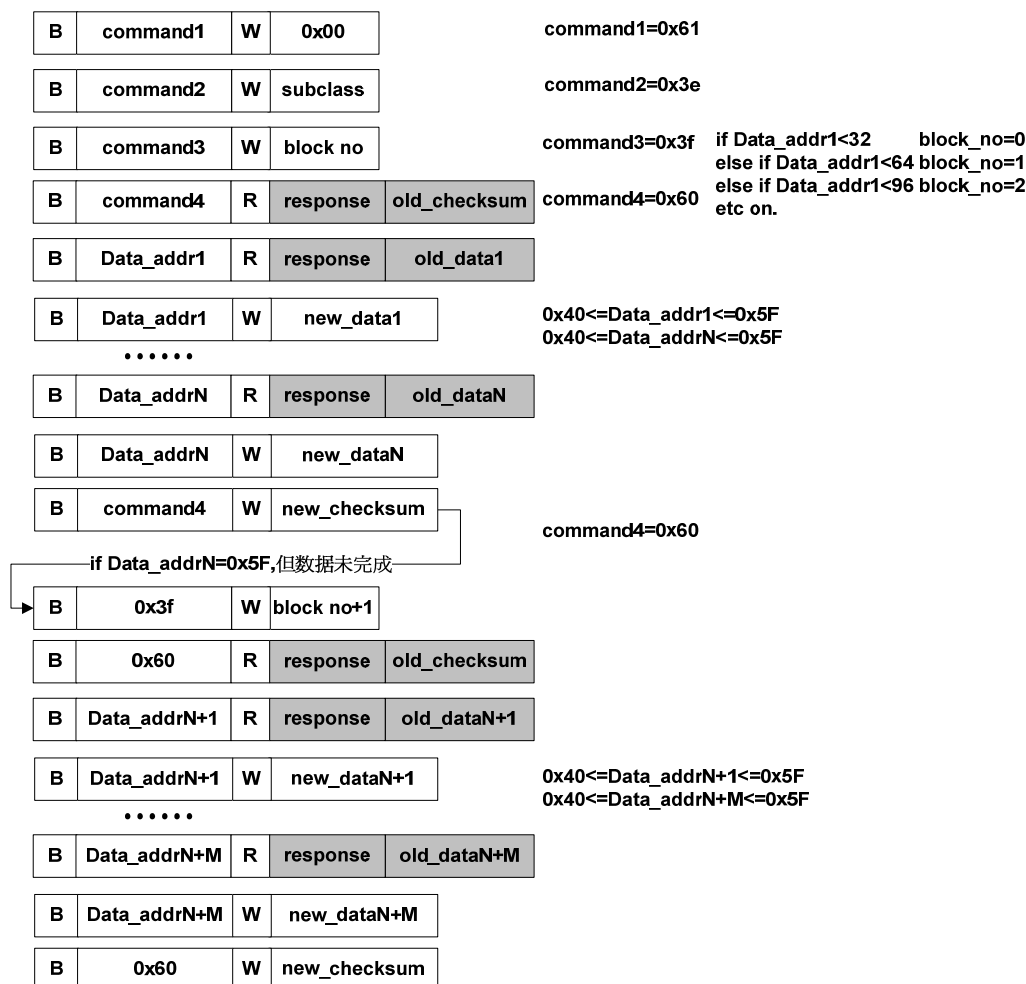 B command1 W 0x00 command1=0x61
B command2 W subclass command2=0x3e
B command3 W block no command3=0x3f if Data_addr1<32 block_no=0
else if Data_addr1<64 block_no=1
else if Data_addr1<96 block_no=2
B command4 R response old_checksum command4=0x60 etc on.
B Data_addr1 R response old_data1
B Data_addr1 W new_data1 0x40<=Data_addr1<=0x5F
0x40<=Data_addrN<=0x5F
......
B Data_addrN R response old_dataN
B Data_addrN W new_dataN
B command4 W new_checksum
command4=0x60
if Data_addrN=0x5F,但数据未完成
B 0x3f W block no+1
B 0x60 R response old_checksum
B Data_addrN+1 R response old_dataN+1
B Data_addrN+1 W new_dataN+1 0x40<=Data_addrN+1<=0x5F
0x40<=Data_addrN+M<=0x5F
......
B Data_addrN+M R response old_dataN+M
B Data_addrN+M W new_dataN+M
B 0x60 W new_checksum